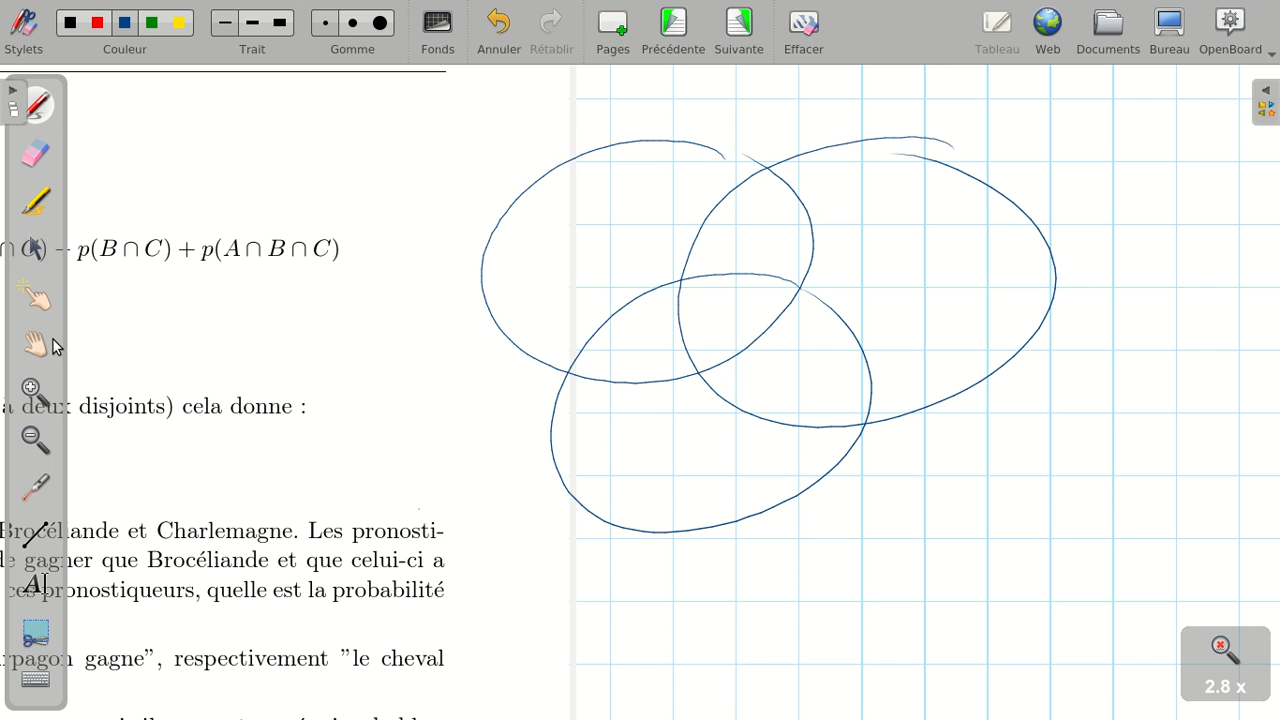 Stylets Couleur Trait Gomme Fonds Annuler Rétablir Pages Précédente Suivante Effacer Tableau Web Documents Bureau OpenBoard
p(B ∩ C) + p(A ∩ B ∩ C)
à deux disjoints) cela donne :
Brocéliande et Charlemagne. Les pronosti-
gagner que Brocéliande et que celui-ci a
ces pronostiqueurs, quelle est la probabilité
gagne”, respectivement ”le cheval
2.8 x